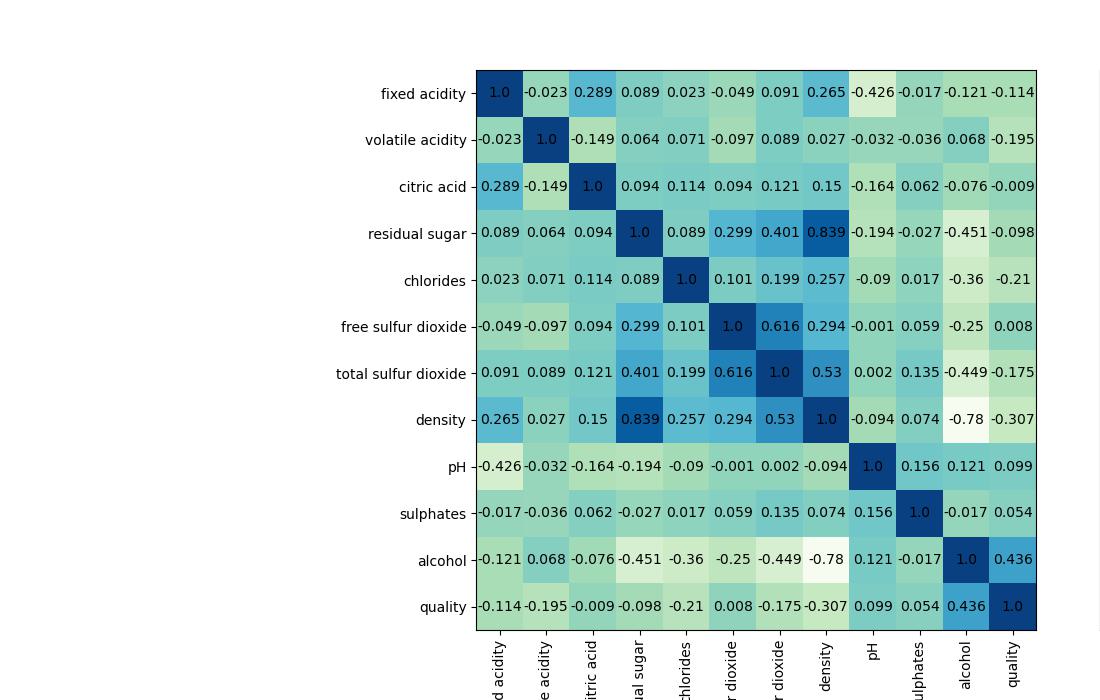 fixed acidity 1.0 -0.023 0.289 0.089 0.023 -0.049 0.091 0.265 -0.426 -0.017 -0.121 -0.114
volatile acidity -0.023 1.0 -0.149 0.064 0.071 -0.097 0.089 0.027 -0.032 -0.036 0.068 -0.195
citric acid 0.289 -0.149 1.0 0.094 0.114 0.094 0.121 0.15 -0.164 0.062 -0.076 -0.009
residual sugar 0.089 0.064 0.094 1.0 0.089 0.299 0.401 0.839 -0.194 -0.027 -0.451 -0.098
chlorides 0.023 0.071 0.114 0.089 1.0 0.101 0.199 0.257 -0.09 0.017 -0.36 -0.21
free sulfur dioxide -0.049 -0.097 0.094 0.299 0.101 1.0 0.616 0.294 -0.001 0.059 -0.25 0.008
total sulfur dioxide 0.091 0.089 0.121 0.401 0.199 0.616 1.0 0.53 0.002 0.135 -0.449 -0.175
density 0.265 0.027 0.15 0.839 0.257 0.294 0.53 1.0 -0.094 0.074 -0.78 -0.307
pH -0.426 -0.032 -0.164 -0.194 -0.09 -0.001 0.002 -0.094 1.0 0.156 0.121 0.099
sulphates -0.017 -0.036 0.062 -0.027 0.017 0.059 0.135 0.074 0.156 1.0 -0.017 0.054
alcohol -0.121 0.068 -0.076 -0.451 -0.36 -0.25 -0.449 -0.78 0.121 -0.017 1.0 0.436
quality -0.114 -0.195 -0.009 -0.098 -0.21 0.008 -0.175 -0.307 0.099 0.054 0.436 1.0
d acidity
e acidity
itric acid
ual sugar
chlorides
r dioxide
r dioxide
density
pH
ulphates
alcohol
quality